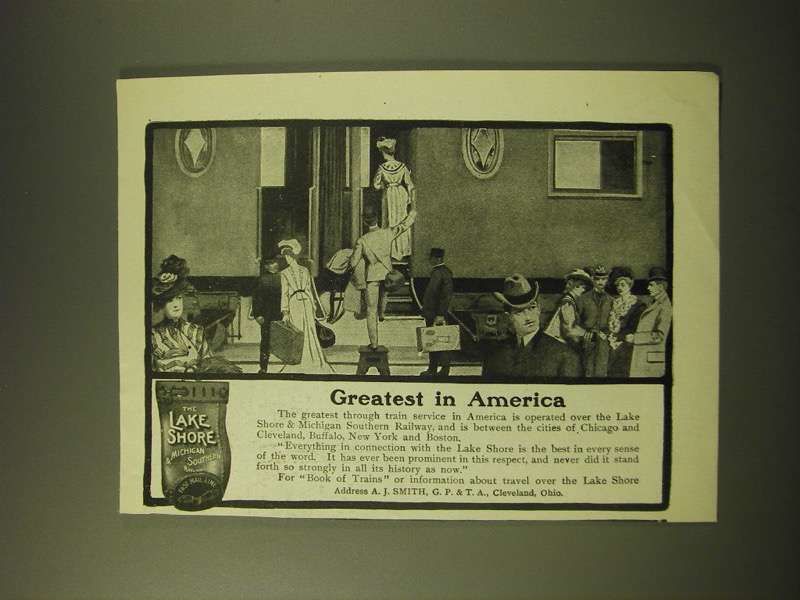 Greatest in America
The greatest through train service in America is operated over the Lake
Shore & Michigan Southern Railway, and is between the cities of Chicago and
Cleveland, Buffalo, New York and Boston.
"Everything in connection with the Lake Shore is the best in every sense
of the word. It has ever been prominent in this respect, and never did it stand
forth so strongly in all its history as now."
For "Book of Trains" or information about travel over the Lake Shore
Address A. J. SMITH, G. P. & T. A., Cleveland, Ohio.
THE
LAKE
SHORE
& MICHIGAN
SOUTHERN
FAST MAIL LINE